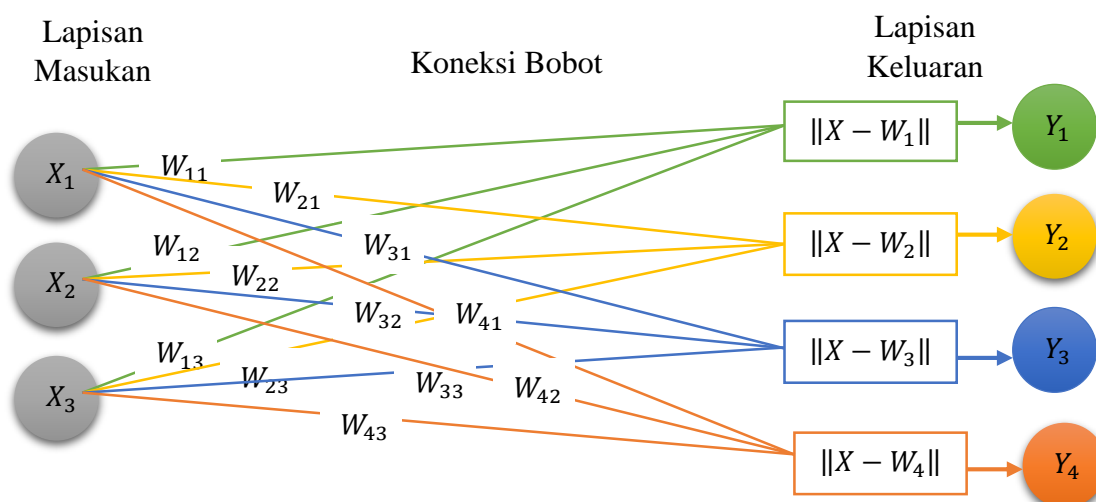 Lapisan
Masukan
Koneksi Bobot
Lapisan
Keluaran
X₁
X₂
X₃
W₁₁
W₂₁
W₃₁
W₄₁
W₁₂
W₂₂
W₃₂
W₄₂
W₁₃
W₂₃
W₃₃
W₄₃
‖X − W₁‖
Y₁
‖X − W₂‖
Y₂
‖X − W₃‖
Y₃
‖X − W₄‖
Y₄